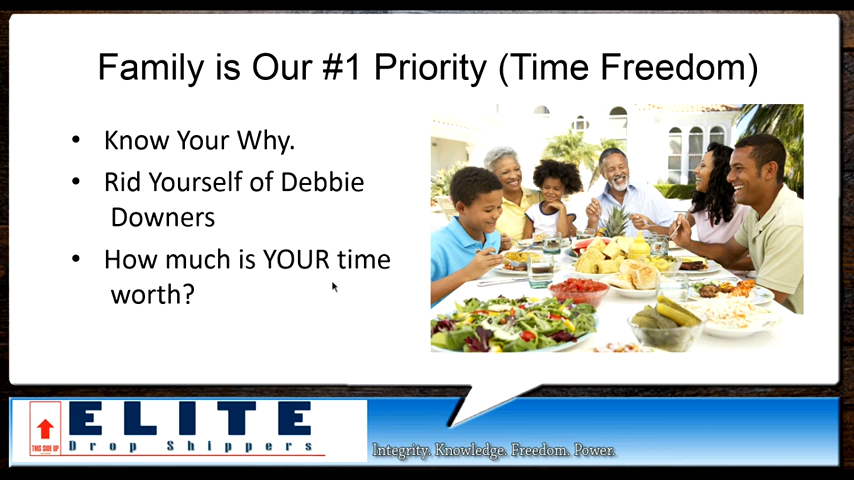 Family is Our #1 Priority (Time Freedom)
• Know Your Why.
• Rid Yourself of Debbie
Downers
• How much is YOUR time
worth?
THIS SIDE UP
ELITE
Drop Shippers
Integrity. Knowledge. Freedom. Power.